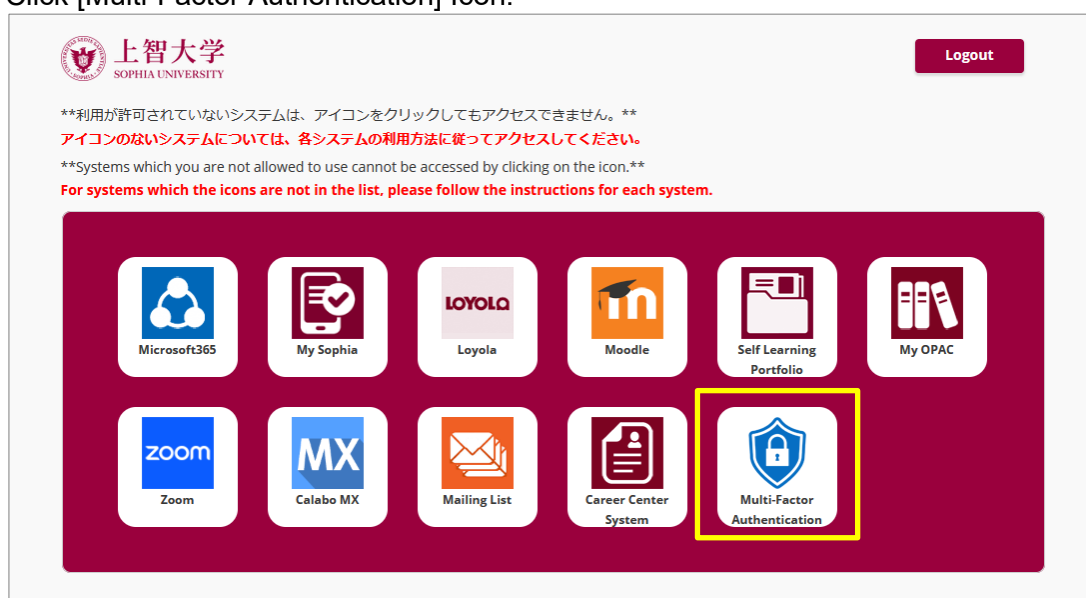 Click [Multi-Factor Authentication] Icon.
上智大学
SOPHIA UNIVERSITY
Logout
**利用が許可されていないシステムは、アイコンをクリックしてもアクセスできません。**
アイコンのないシステムについては、各システムの利用方法に従ってアクセスしてください。
**Systems which you are not allowed to use cannot be accessed by clicking on the icon.**
For systems which the icons are not in the list, please follow the instructions for each system.
Microsoft365
My Sophia
LOYOLA
Loyola
m
Moodle
Self Learning
Portfolio
My OPAC
zoom
Zoom
MX
Calabo MX
Mailing List
Career Center
System
Multi-Factor
Authentication